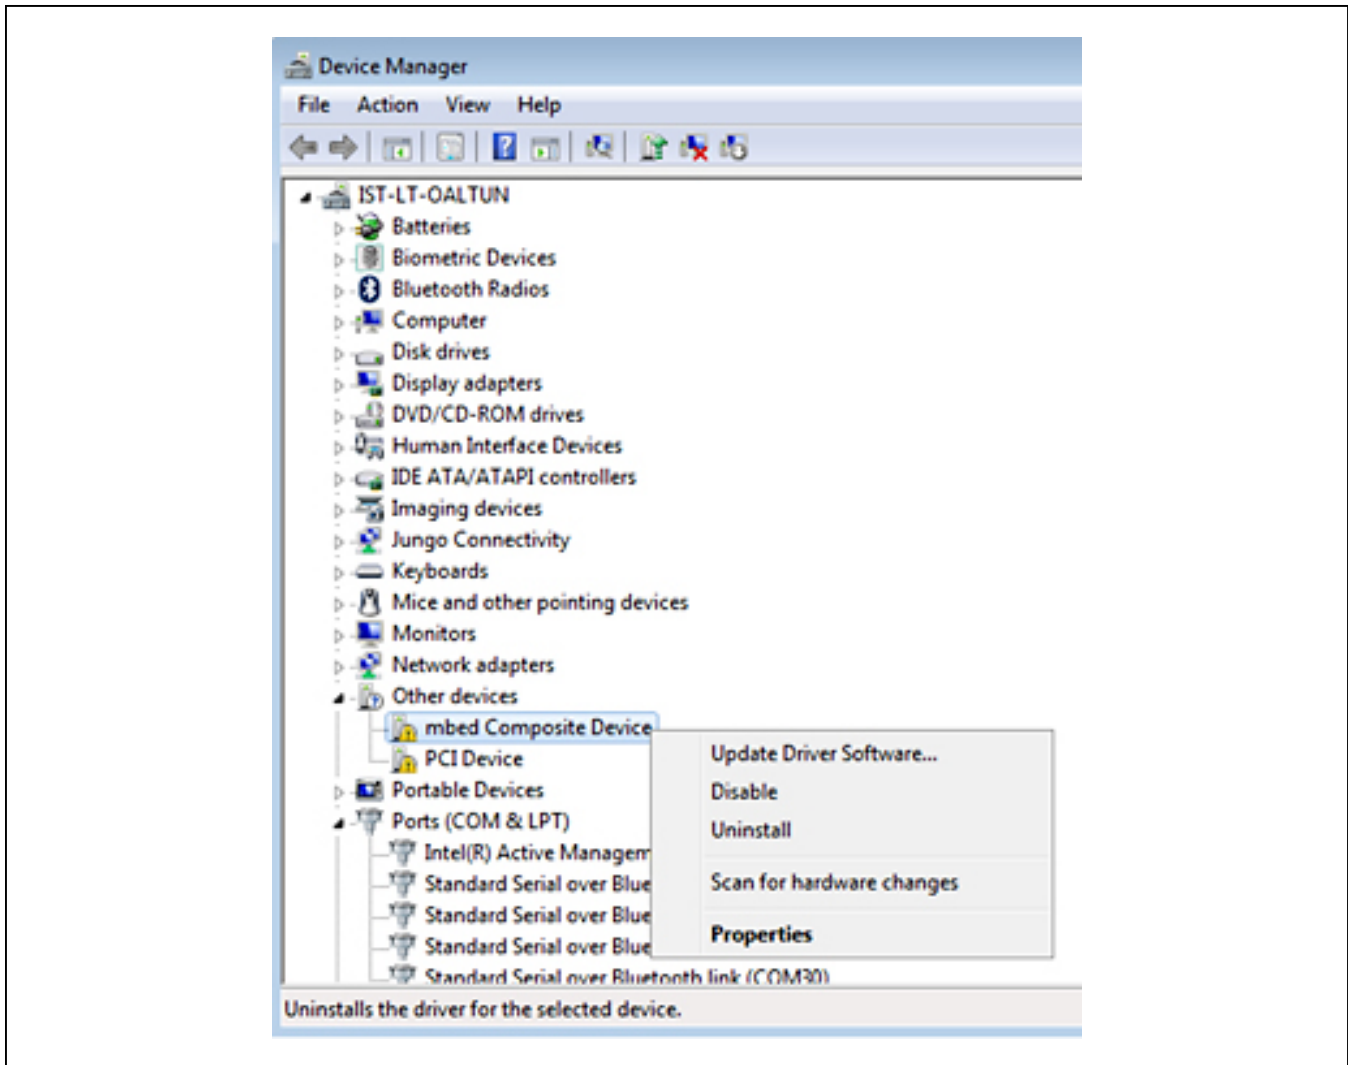 Device Manager
File Action View Help
IST-LT-OALTUN
Batteries
Biometric Devices
Bluetooth Radios
Computer
Disk drives
Display adapters
DVD/CD-ROM drives
Human Interface Devices
IDE ATA/ATAPI controllers
Imaging devices
Jungo Connectivity
Keyboards
Mice and other pointing devices
Monitors
Network adapters
Other devices
mbed Composite Device
PCI Device
Portable Devices
Ports (COM & LPT)
Intel(R) Active Managem
Standard Serial over Blue
Standard Serial over Blue
Standard Serial over Blue
Standard Serial over Bluetooth link (COM30)
Update Driver Software...
Disable
Uninstall
Scan for hardware changes
Properties
Uninstalls the driver for the selected device.